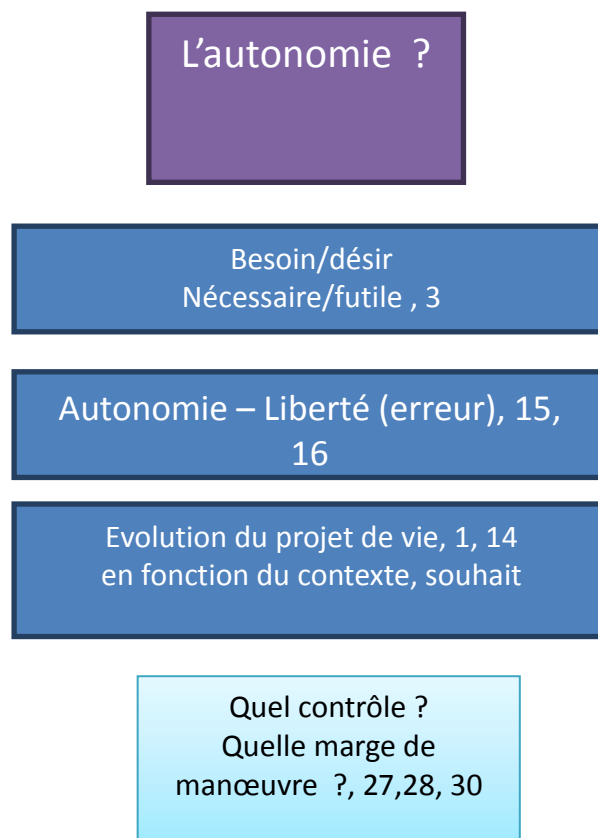 L’autonomie ?
Besoin/désir
Nécessaire/futile , 3
Autonomie – Liberté (erreur), 15,
16
Evolution du projet de vie, 1, 14
en fonction du contexte, souhait
Quel contrôle ?
Quelle marge de
manœuvre ?, 27,28, 30